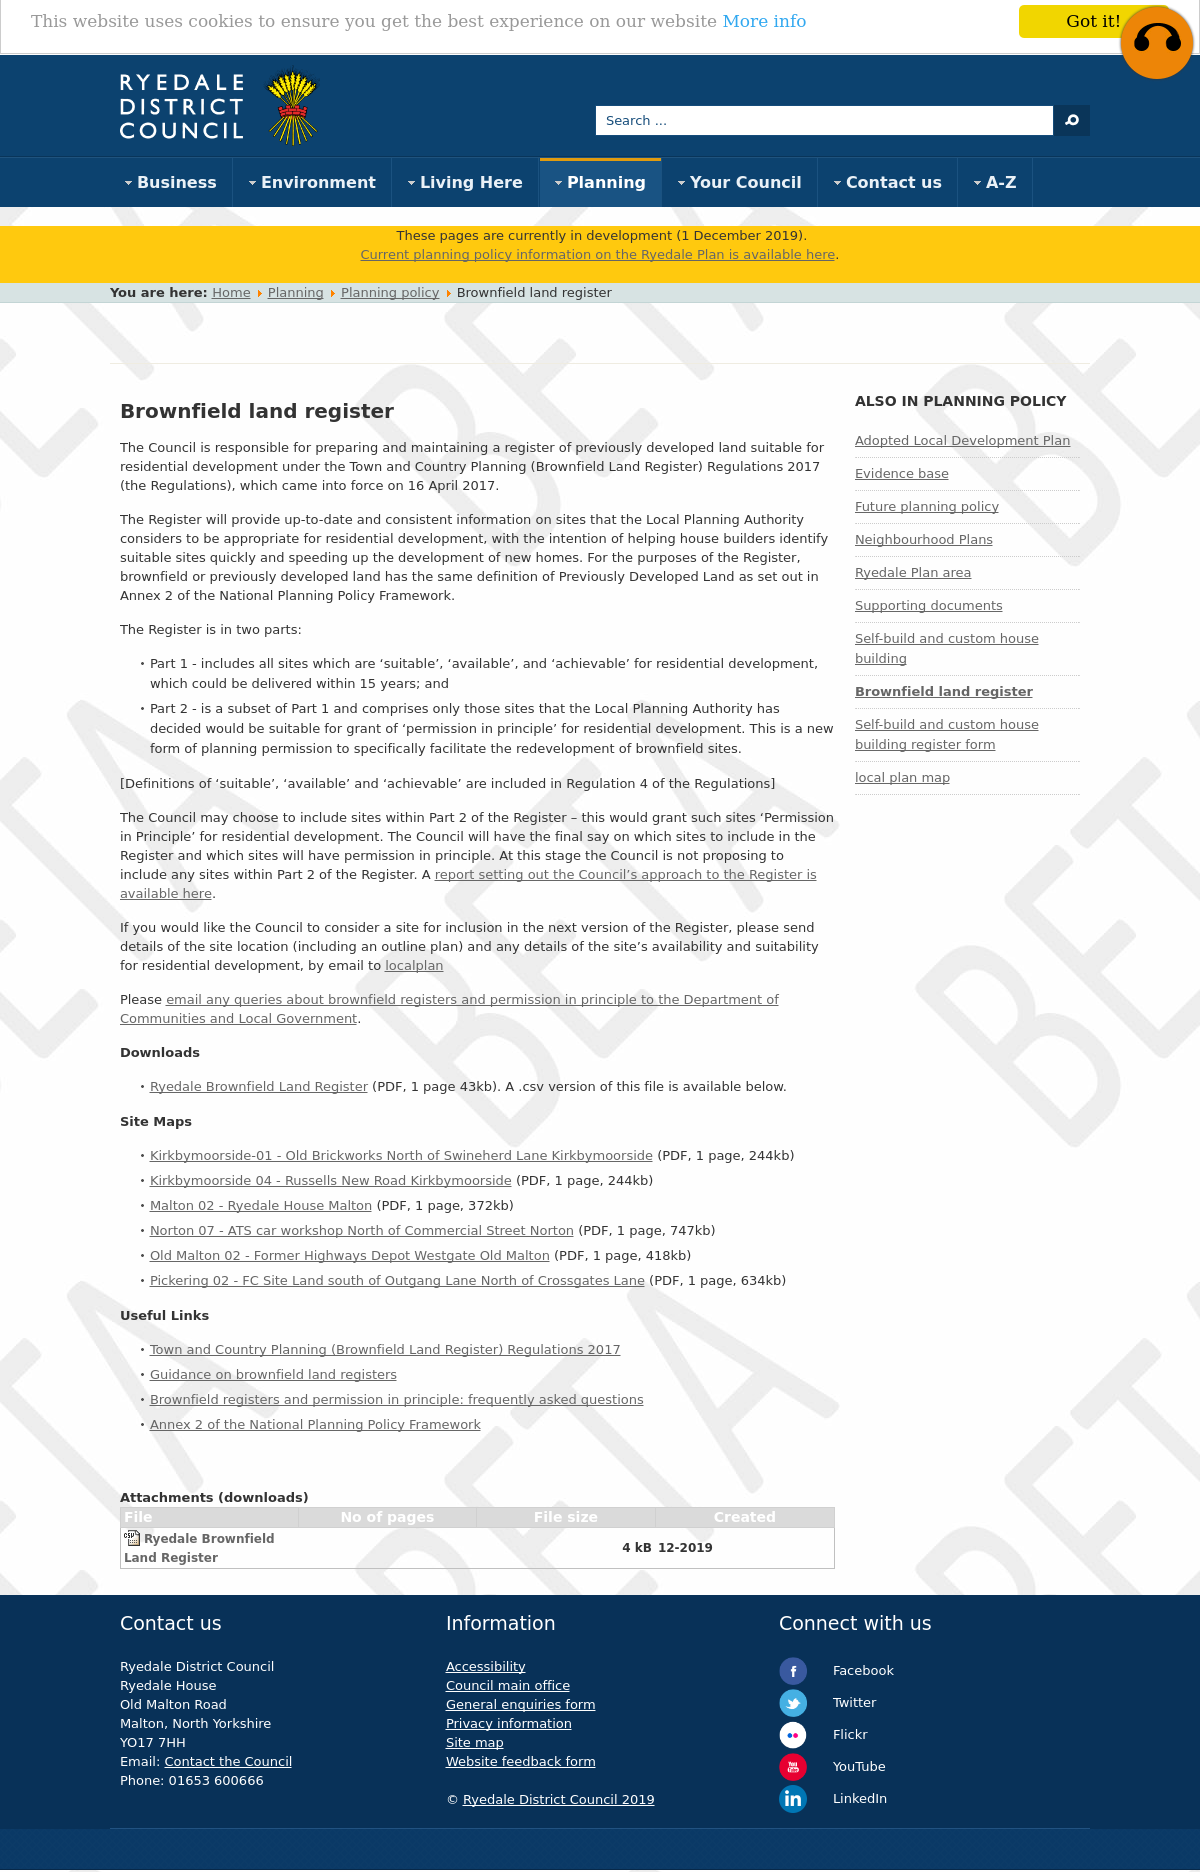 This website uses cookies to ensure you get the best experience on our website More info
Got it!
RYEDALE
DISTRICT
COUNCIL
Search ...
Business
Environment
Living Here
Planning
Your Council
Contact us
A-Z
These pages are currently in development (1 December 2019).
Current planning policy information on the Ryedale Plan is available here.
You are here: Home Planning Planning policy Brownfield land register
Brownfield land register
The Council is responsible for preparing and maintaining a register of previously developed land suitable for
residential development under the Town and Country Planning (Brownfield Land Register) Regulations 2017
(the Regulations), which came into force on 16 April 2017.
The Register will provide up-to-date and consistent information on sites that the Local Planning Authority
considers to be appropriate for residential development, with the intention of helping house builders identify
suitable sites quickly and speeding up the development of new homes. For the purposes of the Register,
brownfield or previously developed land has the same definition of Previously Developed Land as set out in
Annex 2 of the National Planning Policy Framework.
The Register is in two parts:
• Part 1 - includes all sites which are ‘suitable’, ‘available’, and ‘achievable’ for residential development,
which could be delivered within 15 years; and
• Part 2 - is a subset of Part 1 and comprises only those sites that the Local Planning Authority has
decided would be suitable for grant of ‘permission in principle’ for residential development. This is a new
form of planning permission to specifically facilitate the redevelopment of brownfield sites.
[Definitions of ‘suitable’, ‘available’ and ‘achievable’ are included in Regulation 4 of the Regulations]
The Council may choose to include sites within Part 2 of the Register – this would grant such sites ‘Permission
in Principle’ for residential development. The Council will have the final say on which sites to include in the
Register and which sites will have permission in principle. At this stage the Council is not proposing to
include any sites within Part 2 of the Register. A report setting out the Council’s approach to the Register is
available here.
If you would like the Council to consider a site for inclusion in the next version of the Register, please send
details of the site location (including an outline plan) and any details of the site’s availability and suitability
for residential development, by email to localplan
Please email any queries about brownfield registers and permission in principle to the Department of
Communities and Local Government.
Downloads
• Ryedale Brownfield Land Register (PDF, 1 page 43kb). A .csv version of this file is available below.
Site Maps
• Kirkbymoorside-01 - Old Brickworks North of Swineherd Lane Kirkbymoorside (PDF, 1 page, 244kb)
• Kirkbymoorside 04 - Russells New Road Kirkbymoorside (PDF, 1 page, 244kb)
• Malton 02 - Ryedale House Malton (PDF, 1 page, 372kb)
• Norton 07 - ATS car workshop North of Commercial Street Norton (PDF, 1 page, 747kb)
• Old Malton 02 - Former Highways Depot Westgate Old Malton (PDF, 1 page, 418kb)
• Pickering 02 - FC Site Land south of Outgang Lane North of Crossgates Lane (PDF, 1 page, 634kb)
Useful Links
• Town and Country Planning (Brownfield Land Register) Regulations 2017
• Guidance on brownfield land registers
• Brownfield registers and permission in principle: frequently asked questions
• Annex 2 of the National Planning Policy Framework
Attachments (downloads)
File No of pages File size Created
Ryedale Brownfield
Land Register
4 kB 12-2019
ALSO IN PLANNING POLICY
Adopted Local Development Plan
Evidence base
Future planning policy
Neighbourhood Plans
Ryedale Plan area
Supporting documents
Self-build and custom house
building
Brownfield land register
Self-build and custom house
building register form
local plan map
BETA
BETA
BETA
BETA
BETA
BETA
Contact us
Ryedale District Council
Ryedale House
Old Malton Road
Malton, North Yorkshire
YO17 7HH
Email: Contact the Council
Phone: 01653 600666
Information
Accessibility
Council main office
General enquiries form
Privacy information
Site map
Website feedback form
© Ryedale District Council 2019
Connect with us
Facebook
Twitter
Flickr
YouTube
LinkedIn